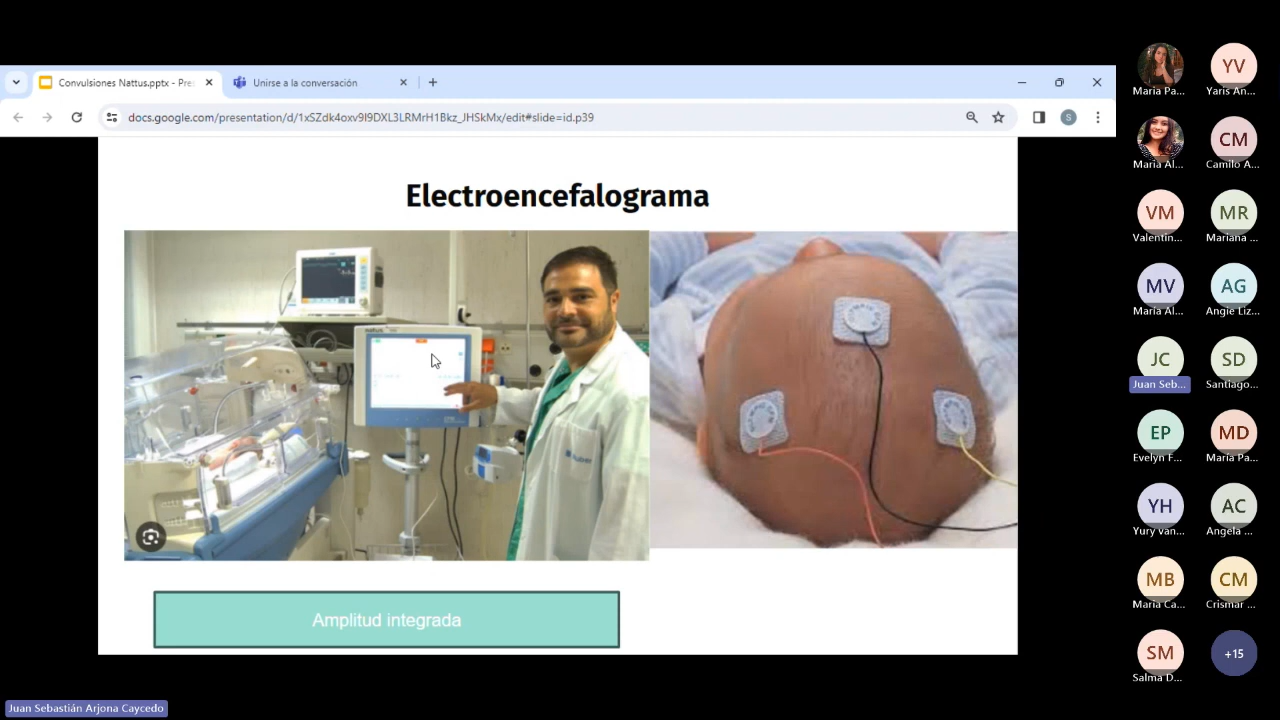 Convulsiones Nattus.pptx - Pre
Unirse a la conversación
docs.google.com/presentation/d/1xSZdk4oxv9I9DXL3LRMrH1Bkz_JHSkMx/edit#slide=id.p39
S
Electroencefalograma
Amplitud integrada
Maria Pa...
YV
Yaris An...
Maria Al...
CM
Camilo A...
VM
Valentin...
MR
Mariana ...
MV
María Al...
AG
Angie Liz...
JC
Juan Seb...
SD
Santiago...
EP
Evelyn F...
MD
María Pa...
YH
Yury van...
AC
Angela ...
MB
Maria Ca...
CM
Crismar ...
SM
Salma D...
+15
Juan Sebastián Arjona Caycedo